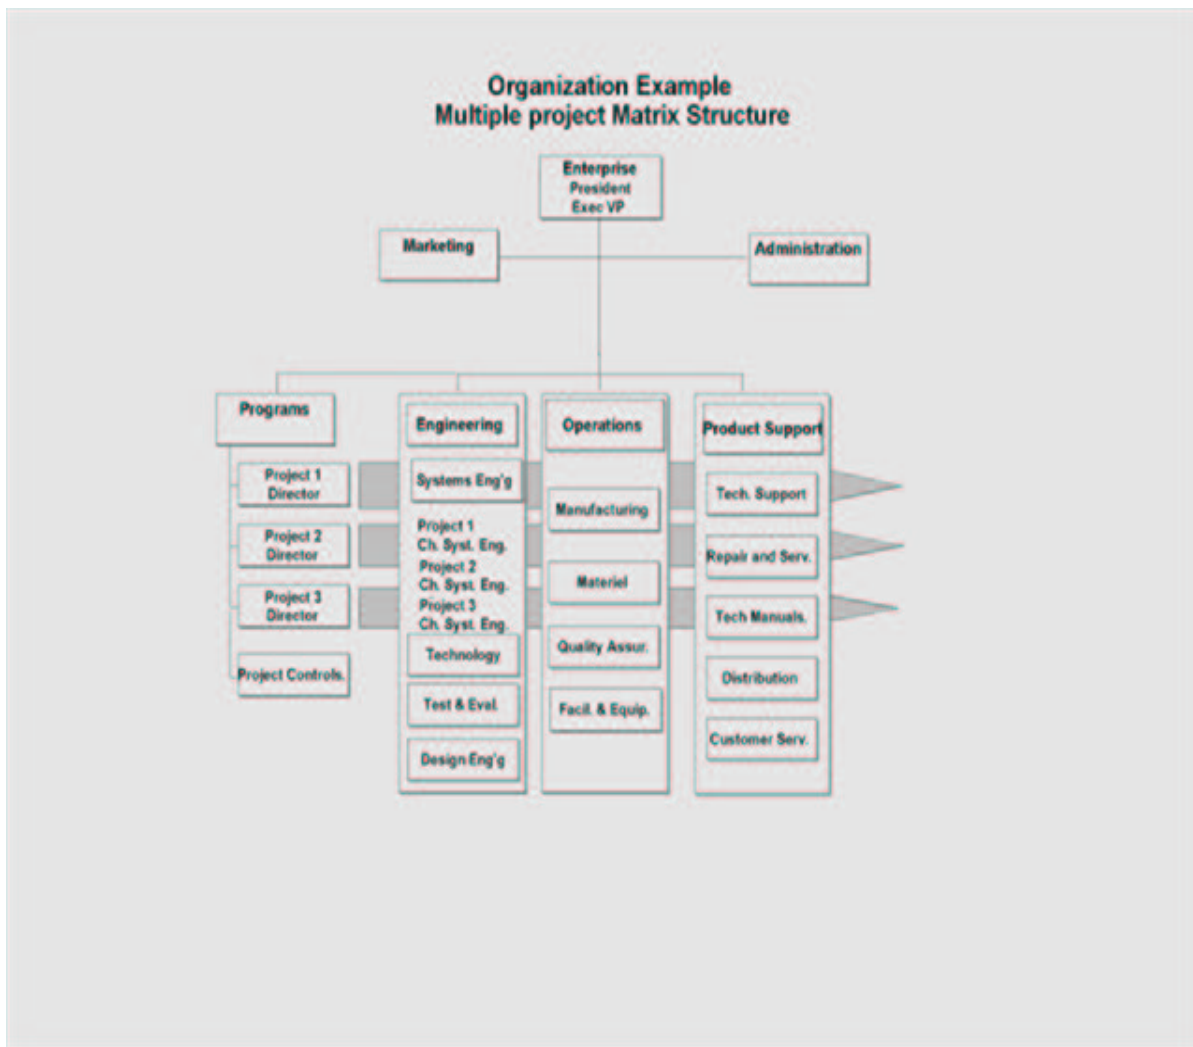 Organization Example
Multiple project Matrix Structure
Enterprise
President
Exec VP
Marketing
Administration
Programs
Project 1
Director
Project 2
Director
Project 3
Director
Project Controls.
Engineering
Systems Eng'g
Project 1
Ch. Syst. Eng.
Project 2
Ch. Syst. Eng.
Project 3
Ch. Syst. Eng.
Technology
Test & Eval.
Design Eng'g
Operations
Manufacturing
Materiel
Quality Assur.
Facil. & Equip.
Product Support
Tech. Support
Repair and Serv.
Tech Manuals.
Distribution
Customer Serv.